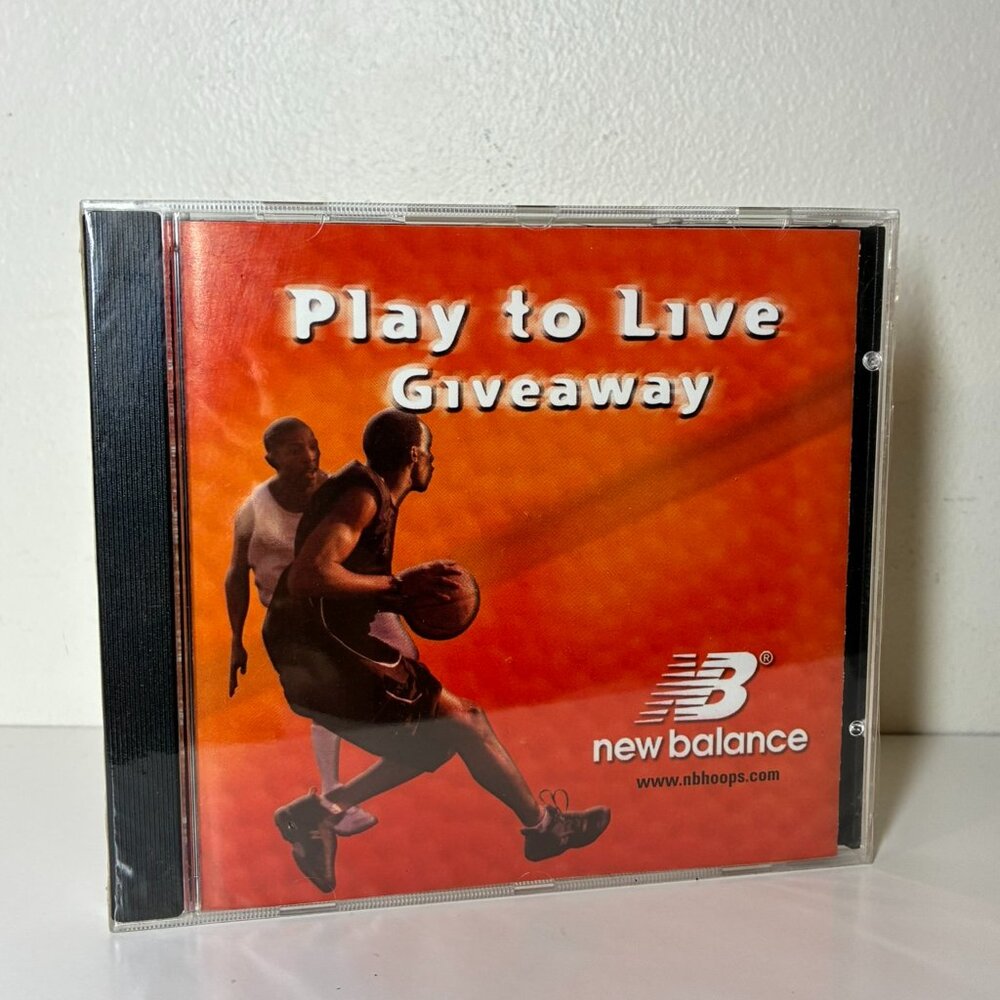 Play to Live
Giveaway
NB®
new balance
www.nbhoops.com